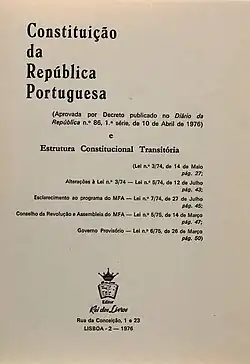 Constituição
da
República
Portuguesa
(Aprovada por Decreto publicado no Diário da
República n.º 86, 1.ª série, de 10 de Abril de 1976)
e
Estrutura Constitucional Transitória
(Lei n.º 3/74, de 14 de Maio
pág. 27;
Alterações à Lei n.º 3/74 — Lei n.º 5/74, de 12 de Julho
pág. 43;
Esclarecimento ao programa do MFA — Lei n.º 7/74, de 27 de Julho
pág. 45;
Conselho da Revolução e Assembleia do MFA — Lei n.º 5/75, de 14 de Março
pág. 47;
Governo Provisório — Lei n.º 6/75, de 26 de Março
pág. 50)
Editor
Rei dos Livros
Rua da Conceição, 1 e 23
LISBOA - 2 — 1976